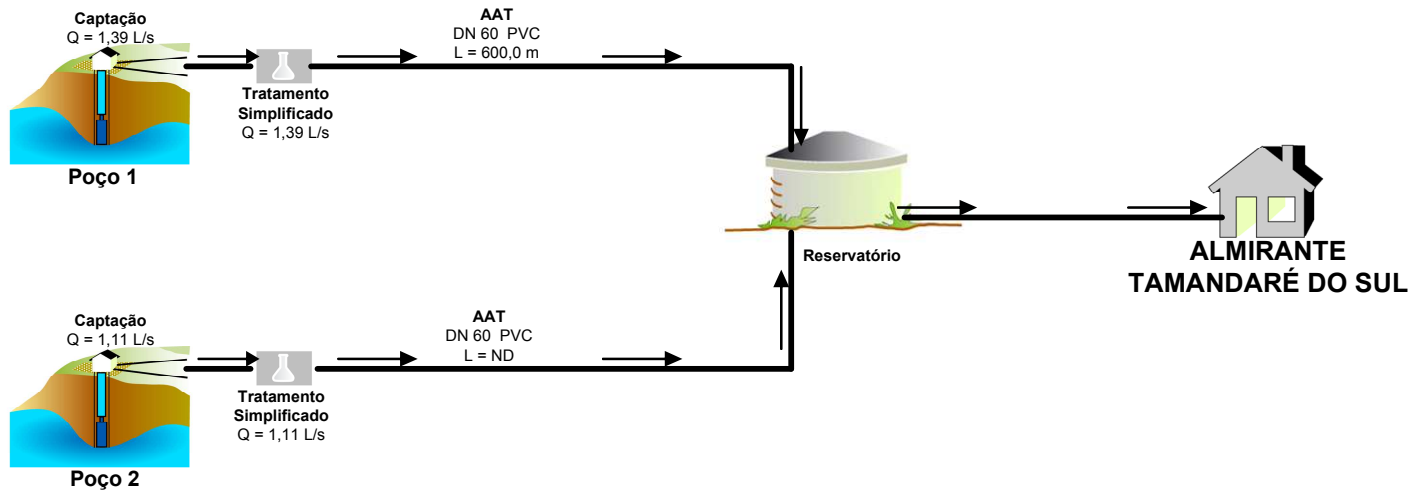 Captação
Q = 1,39 L/s
Poço 1
Tratamento
Simplificado
Q = 1,39 L/s
AAT
DN 60 PVC
L = 600,0 m
Reservatório
ALMIRANTE
TAMANDARÉ DO SUL
Captação
Q = 1,11 L/s
Poço 2
Tratamento
Simplificado
Q = 1,11 L/s
AAT
DN 60 PVC
L = ND